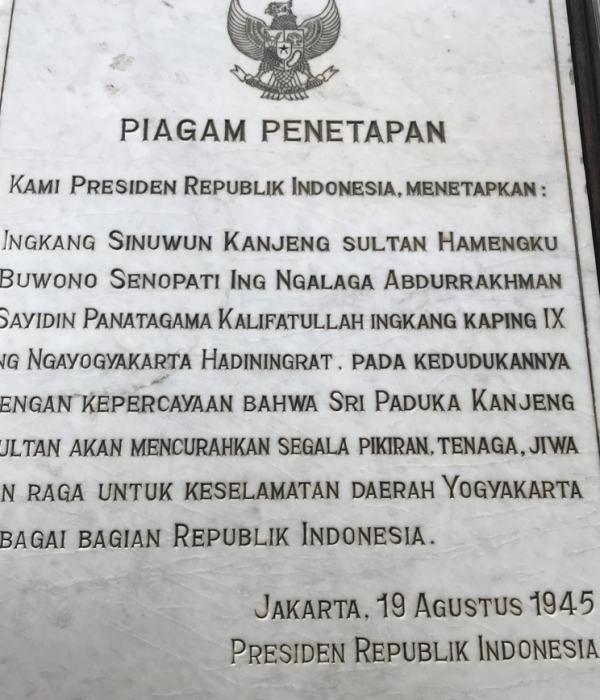 PIAGAM PENETAPAN
KAMI PRESIDEN REPUBLIK INDONESIA, MENETAPKAN :
INGKANG SINUWUN KANJENG SULTAN HAMENGKU
BUWONO SENOPATI ING NGALAGA ABDURRAKHMAN
SAYIDIN PANATAGAMA KALIFATULLAH INGKANG KAPING IX
NG NGAYOGYAKARTA HADININGRAT. PADA KEDUDUKANNYA
ENGAN KEPERCAYAAN BAHWA SRI PADUKA KANJENG
ULTAN AKAN MENCURAHKAN SEGALA PIKIRAN, TENAGA, JIWA
N RAGA UNTUK KESELAMATAN DAERAH YOGYAKARTA
BAGAI BAGIAN REPUBLIK INDONESIA.
JAKARTA, 19 AGUSTUS 1945
PRESIDEN REPUBLIK INDONESIA